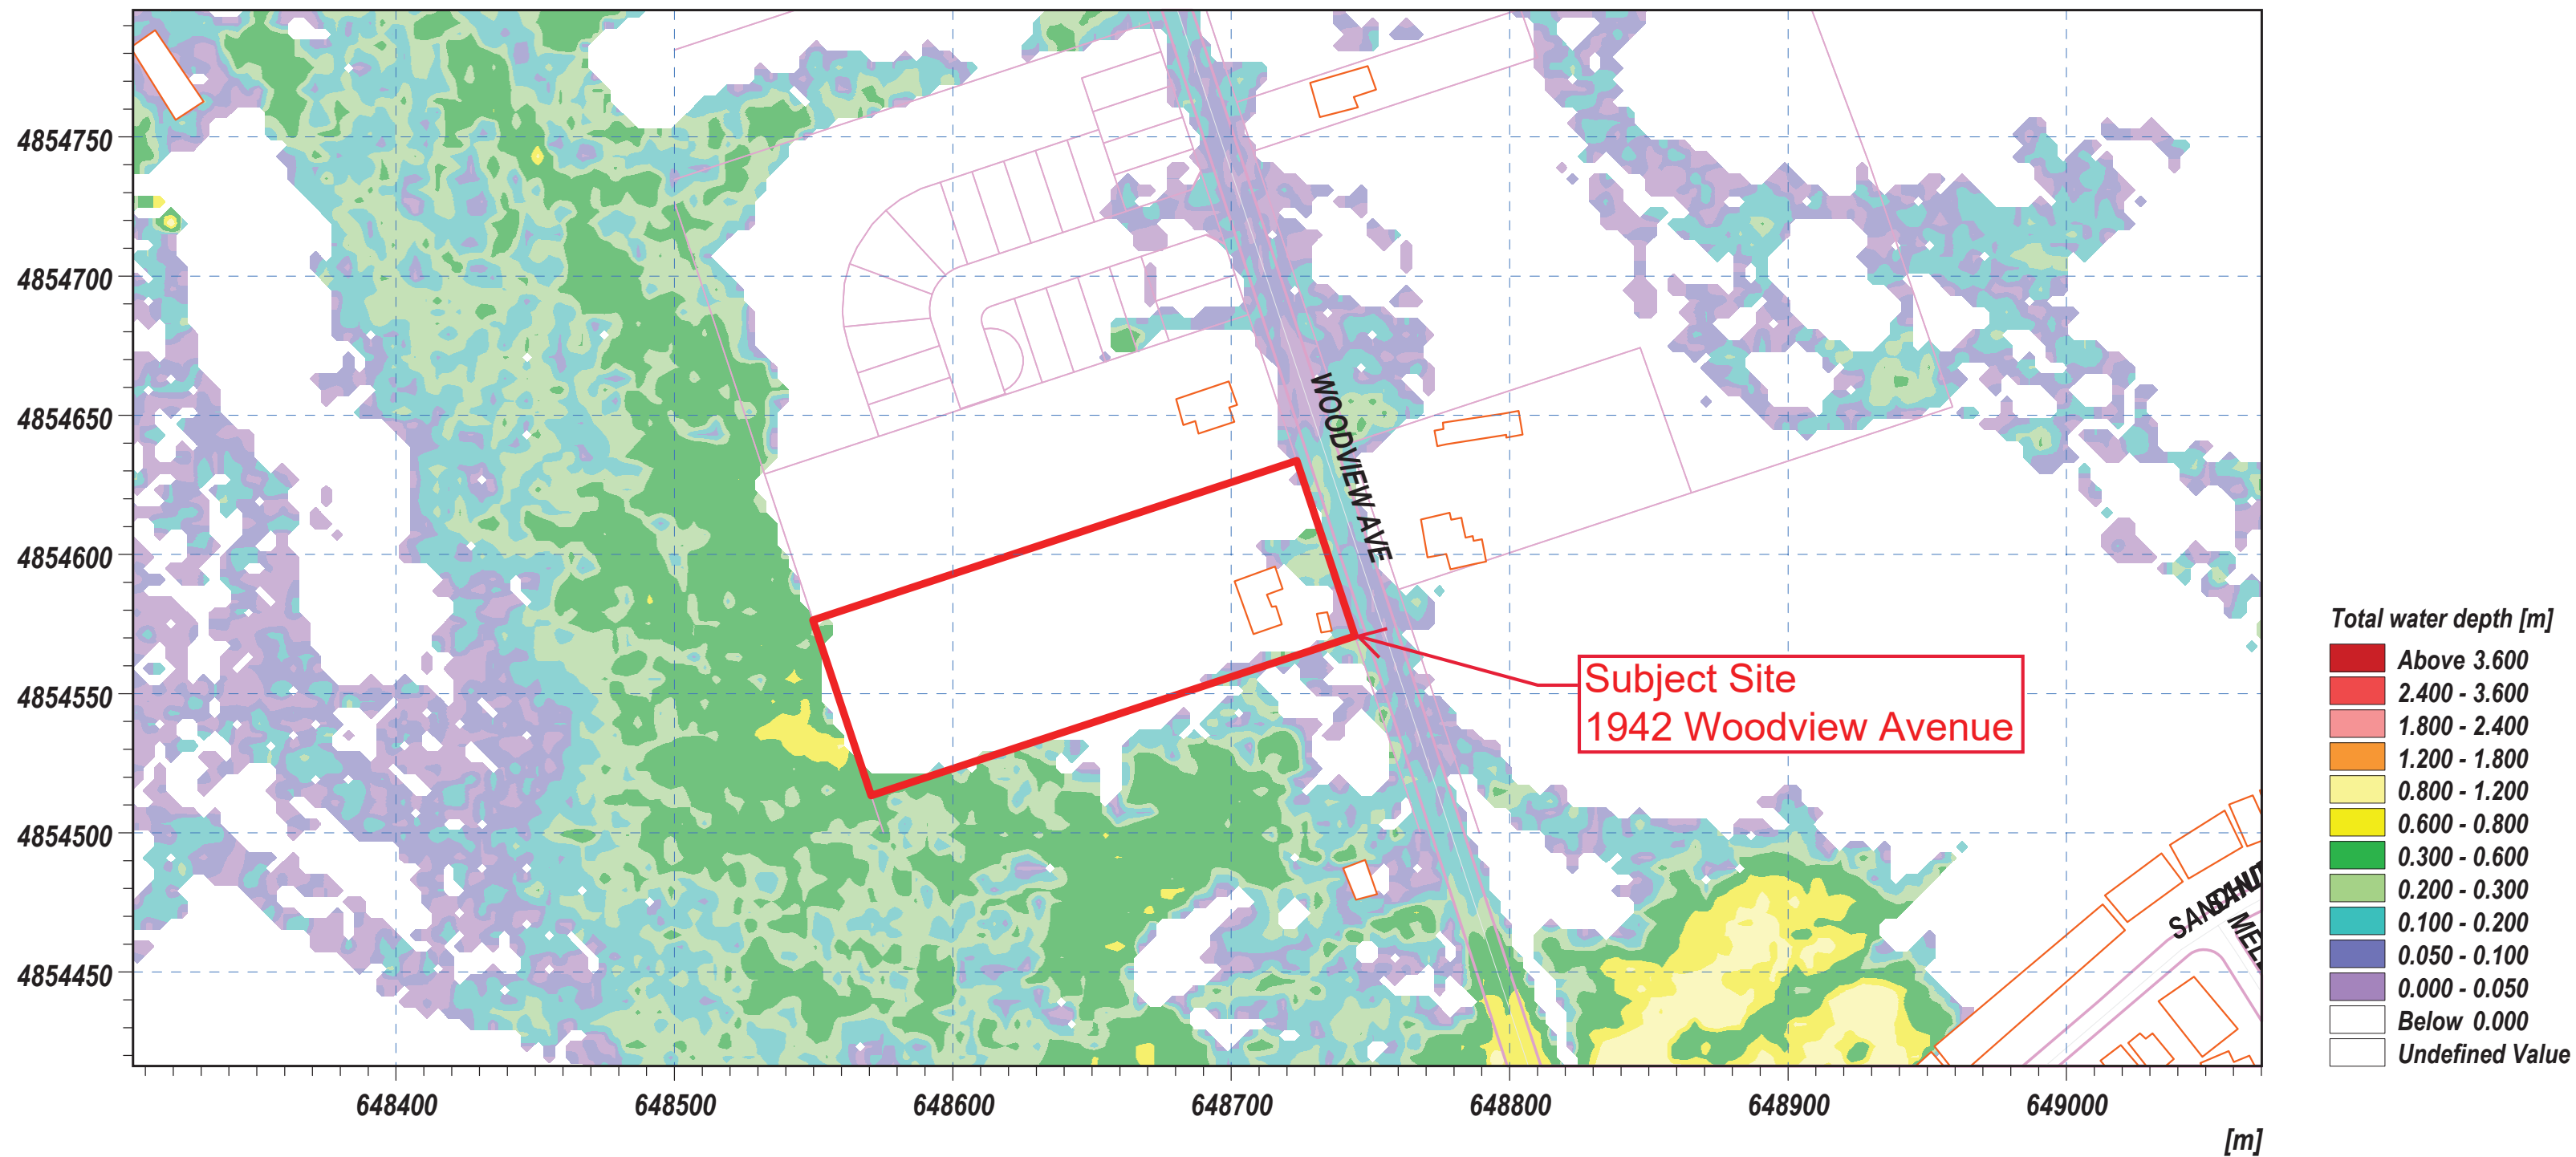 4854750
4854700
4854650
4854600
4854550
4854500
4854450
648400
648500
648600
648700
648800
648900
649000
[m]
WOODVIEW AVE
Subject Site
1942 Woodview Avenue
Total water depth [m]
Above 3.600
2.400 - 3.600
1.800 - 2.400
1.200 - 1.800
0.800 - 1.200
0.600 - 0.800
0.300 - 0.600
0.200 - 0.300
0.100 - 0.200
0.050 - 0.100
0.000 - 0.050
Below 0.000
Undefined Value